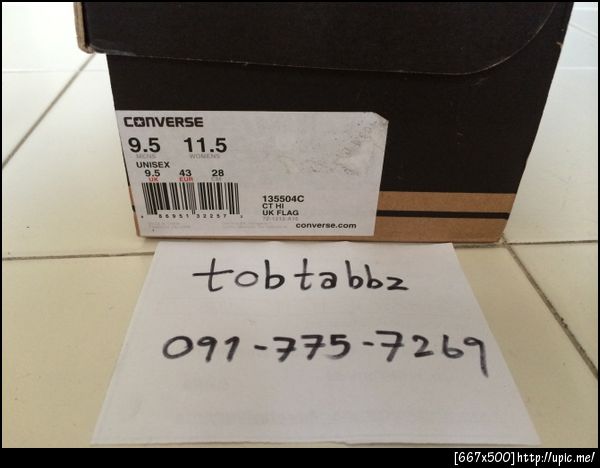 CONVERSE
9.5 11.5
MENS WOMENS
UNISEX
9.5 43 28
UK EUR CM
135504C
CT HI
UK FLAG
converse.com
tobtabbz
091-775-7269
[667x500]http://upic.me/